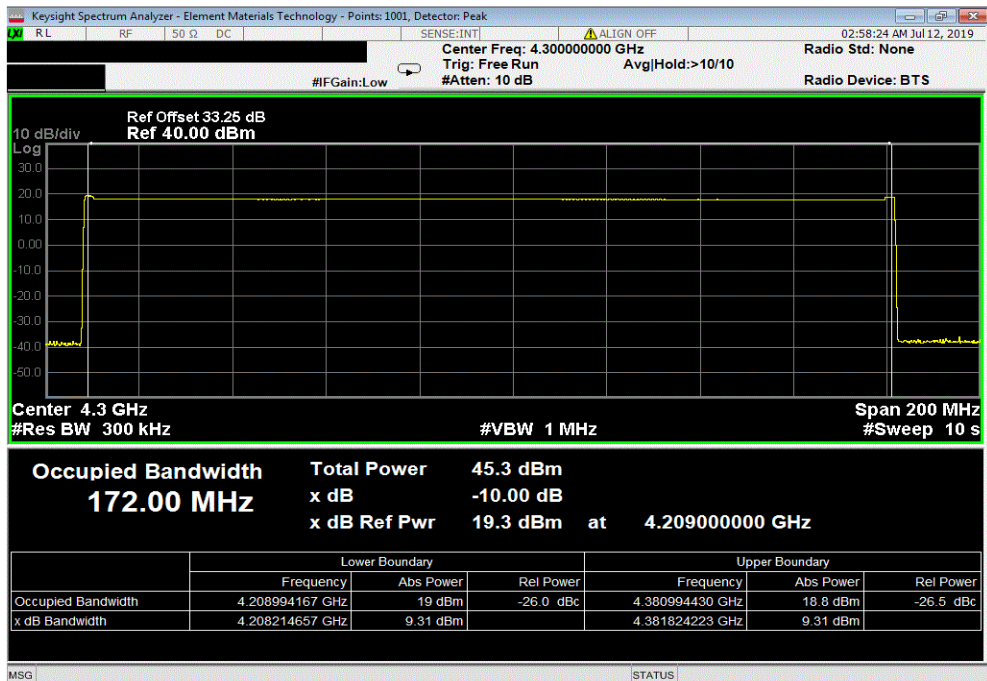 Keysight Spectrum Analyzer - Element Materials Technology - Points: 1001, Detector: Peak
LXI RL RF 50 Ω DC SENSE:INT ALIGN OFF 02:58:24 AM Jul 12, 2019
Center Freq: 4.300000000 GHz Radio Std: None
Trig: Free Run Avg|Hold:>10/10
#IFGain:Low #Atten: 10 dB Radio Device: BTS
Ref Offset 33.25 dB
10 dB/div Ref 40.00 dBm
Log
30.0
20.0
10.0
0.00
-10.0
-20.0
-30.0
-40.0
-50.0
Center 4.3 GHz Span 200 MHz
#Res BW 300 kHz #VBW 1 MHz #Sweep 10 s
Occupied Bandwidth Total Power 45.3 dBm
172.00 MHz x dB -10.00 dB
x dB Ref Pwr 19.3 dBm at 4.209000000 GHz
Lower Boundary Upper Boundary
Frequency Abs Power Rel Power Frequency Abs Power Rel Power
Occupied Bandwidth 4.208994167 GHz 19 dBm -26.0 dBc 4.380994430 GHz 18.8 dBm -26.5 dBc
x dB Bandwidth 4.208214657 GHz 9.31 dBm 4.381824223 GHz 9.31 dBm
MSG STATUS